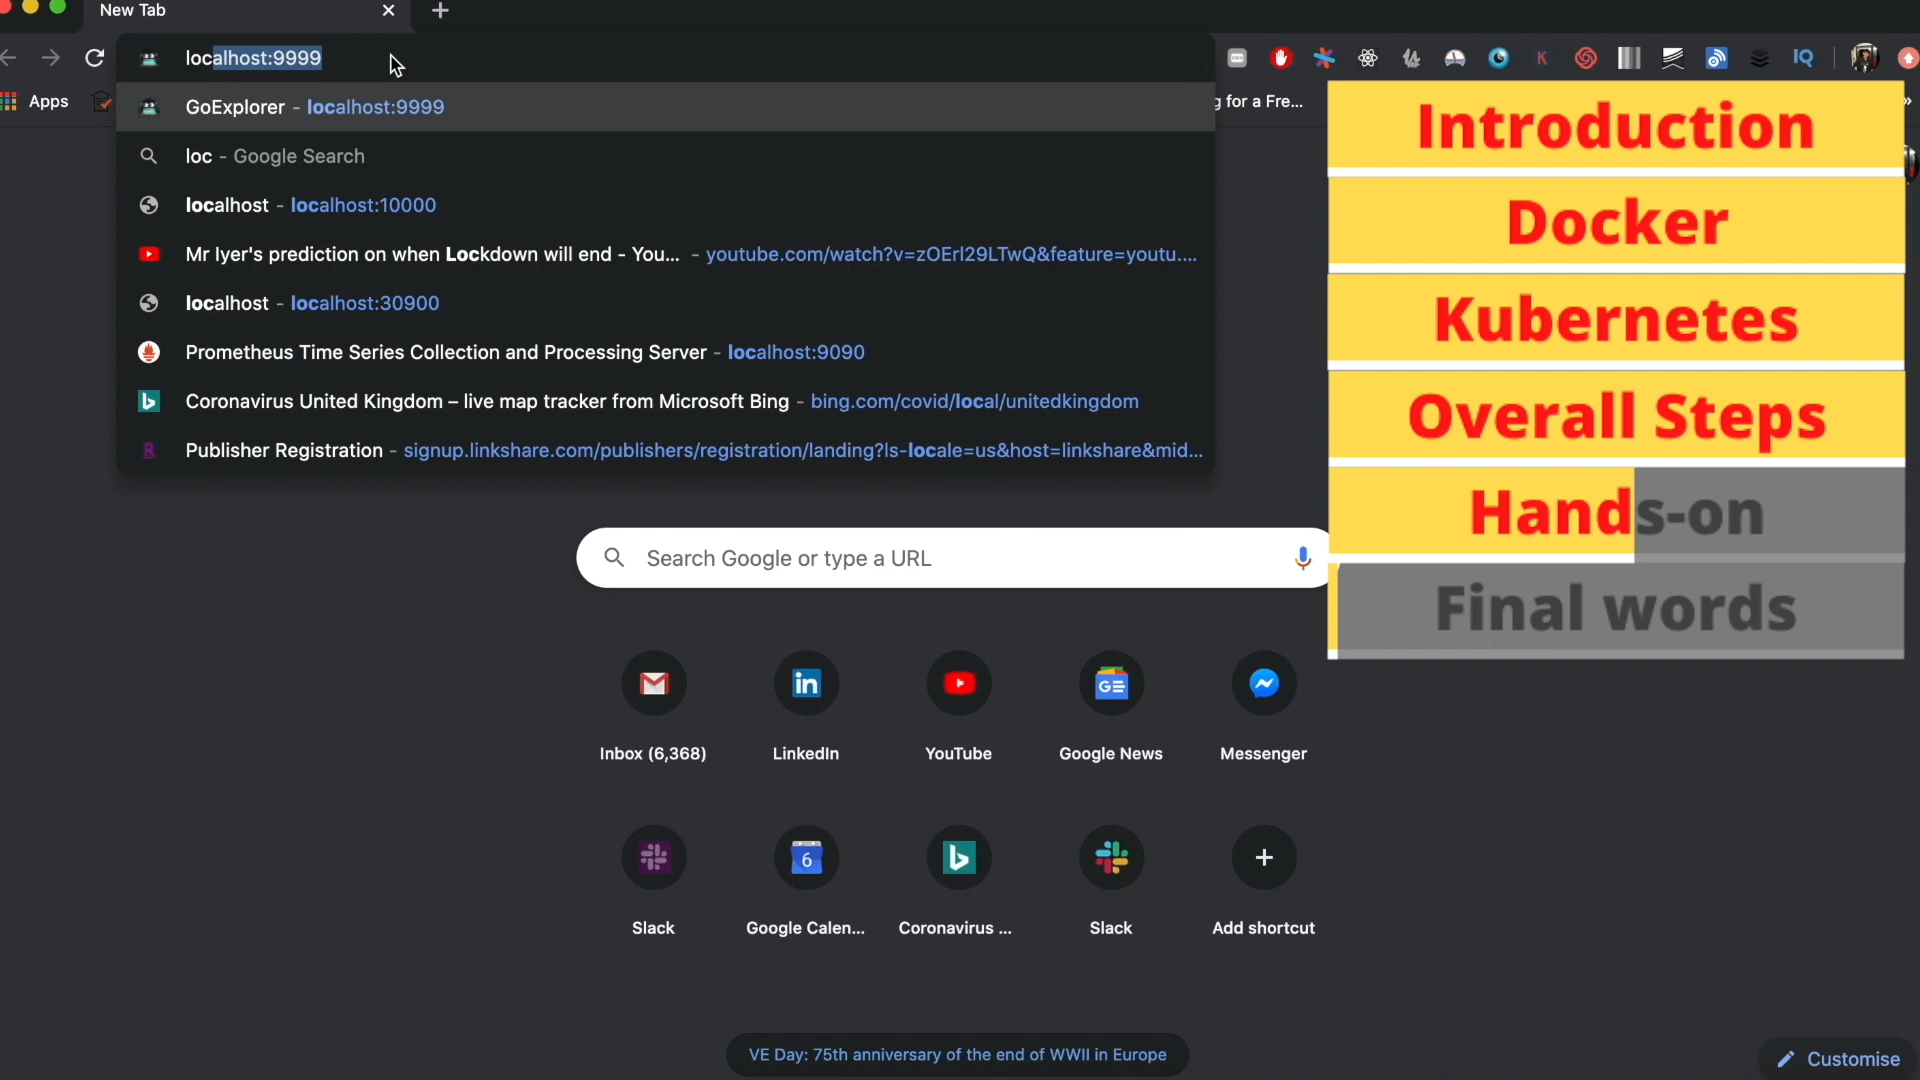 New Tab
localhost:9999
Apps
g for a Fre...
»
GoExplorer - localhost:9999
loc - Google Search
localhost - localhost:10000
Mr Iyer's prediction on when Lockdown will end - You... - youtube.com/watch?v=zOErl29LTwQ&feature=youtu....
localhost - localhost:30900
Prometheus Time Series Collection and Processing Server - localhost:9090
Coronavirus United Kingdom – live map tracker from Microsoft Bing - bing.com/covid/local/unitedkingdom
Publisher Registration - signup.linkshare.com/publishers/registration/landing?ls-locale=us&host=linkshare&mid...
IQ
K
Introduction
Docker
Kubernetes
Overall Steps
Hands-on
Final words
Search Google or type a URL
Inbox (6,368)
LinkedIn
YouTube
Google News
Messenger
6
Slack
Google Calen...
Coronavirus ...
Slack
Add shortcut
VE Day: 75th anniversary of the end of WWII in Europe
Customise